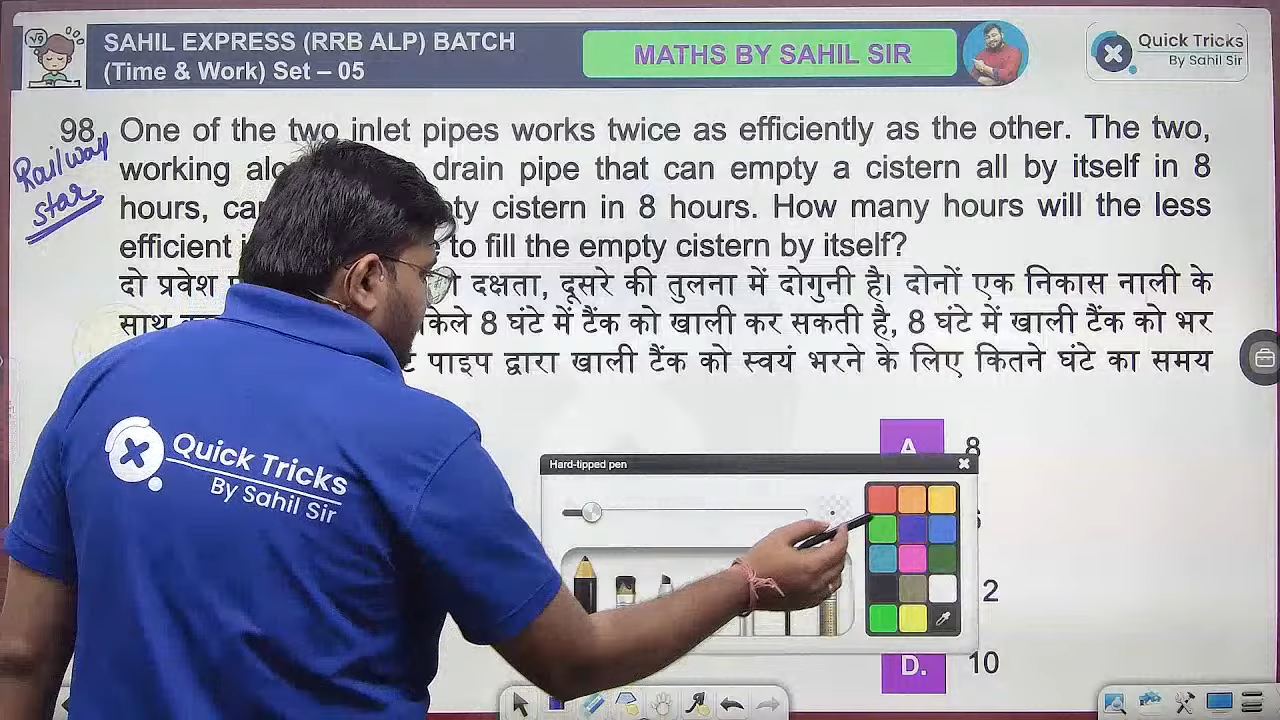 SAHIL EXPRESS (RRB ALP) BATCH
(Time & Work) Set – 05
MATHS BY SAHIL SIR
Quick Tricks
By Sahil Sir
98. One of the two inlet pipes works twice as efficiently as the other. The two,
Railway
star
working drain pipe that can empty a cistern all by itself in 8
hours, cistern in 8 hours. How many hours will the less
efficient to fill the empty cistern by itself?
दो प्रवेश दक्षता, दूसरे की तुलना में दोगुनी है। दोनों एक निकास नाली के
साथ 8 घंटे में टैंक को खाली कर सकती है, 8 घंटे में खाली टैंक को भर
पाइप द्वारा खाली टैंक को स्वयं भरने के लिए कितने घंटे का समय
A. 8
Hard-tipped pen
2
D. 10
Quick Tricks
By Sahil Sir